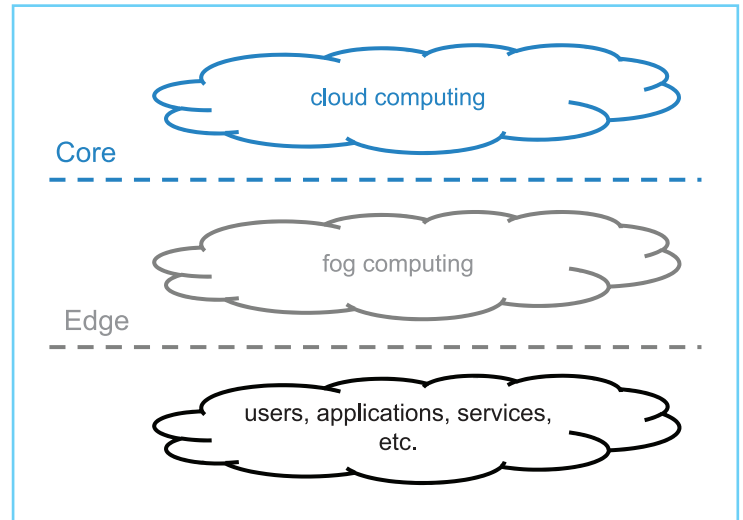 cloud computing
Core
fog computing
Edge
users, applications, services,
etc.